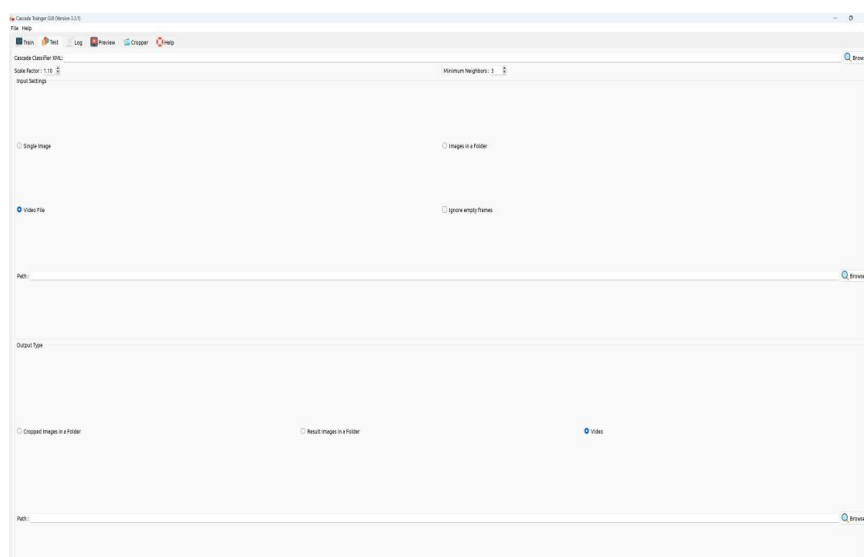 Cascade Trainger GUI (Version 3.3.1)
File Help
Train Test Log Preview Cropper Help
Cascade Classifier XML: Brows
Scale Factor : 1.10 Minimum Neighbors : 3
Input Settings
Single Image Images in a Folder
Video File Ignore empty frames
Path : Browse
Output Type
Cropped Images in a Folder Result Images in a Folder Video
Path : Browse